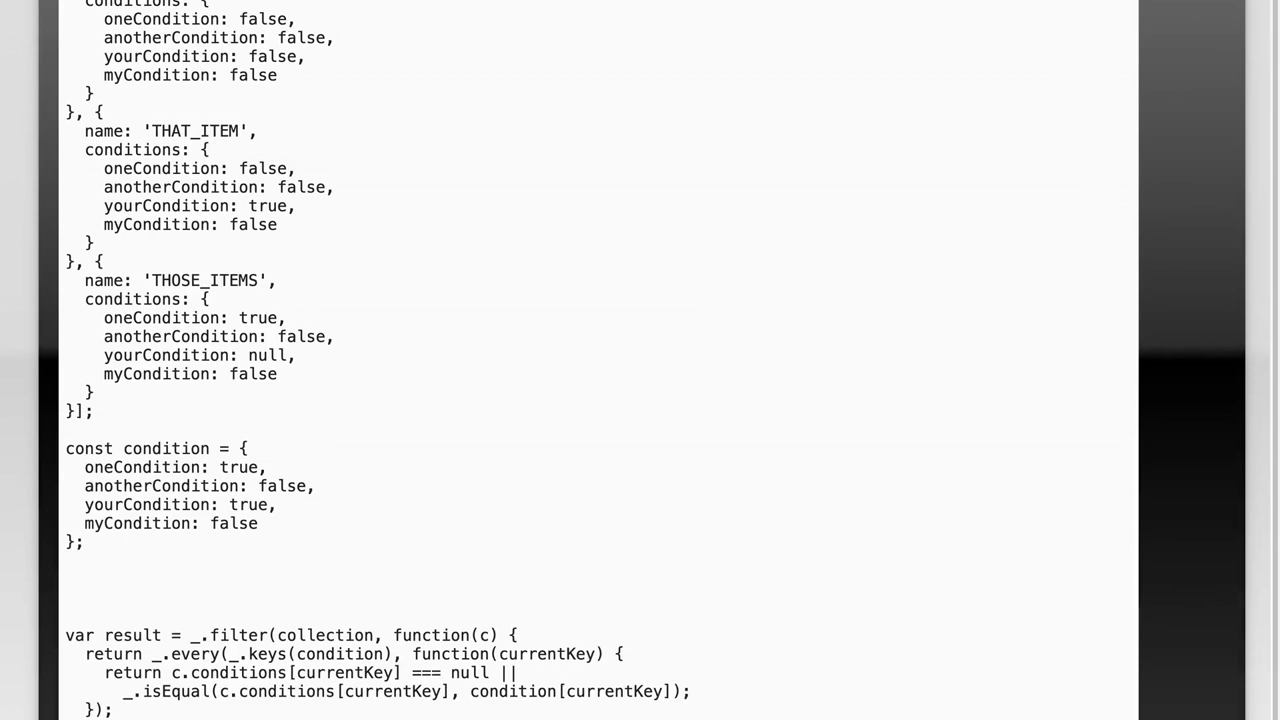 conditions: {
oneCondition: false,
anotherCondition: false,
yourCondition: false,
myCondition: false
}
}, {
name: 'THAT_ITEM',
conditions: {
oneCondition: false,
anotherCondition: false,
yourCondition: true,
myCondition: false
}
}, {
name: 'THOSE_ITEMS',
conditions: {
oneCondition: true,
anotherCondition: false,
yourCondition: null,
myCondition: false
}
}];
const condition = {
oneCondition: true,
anotherCondition: false,
yourCondition: true,
myCondition: false
};
var result = _.filter(collection, function(c) {
return _.every(_.keys(condition), function(currentKey) {
return c.conditions[currentKey] === null ||
_.isEqual(c.conditions[currentKey], condition[currentKey]);
});